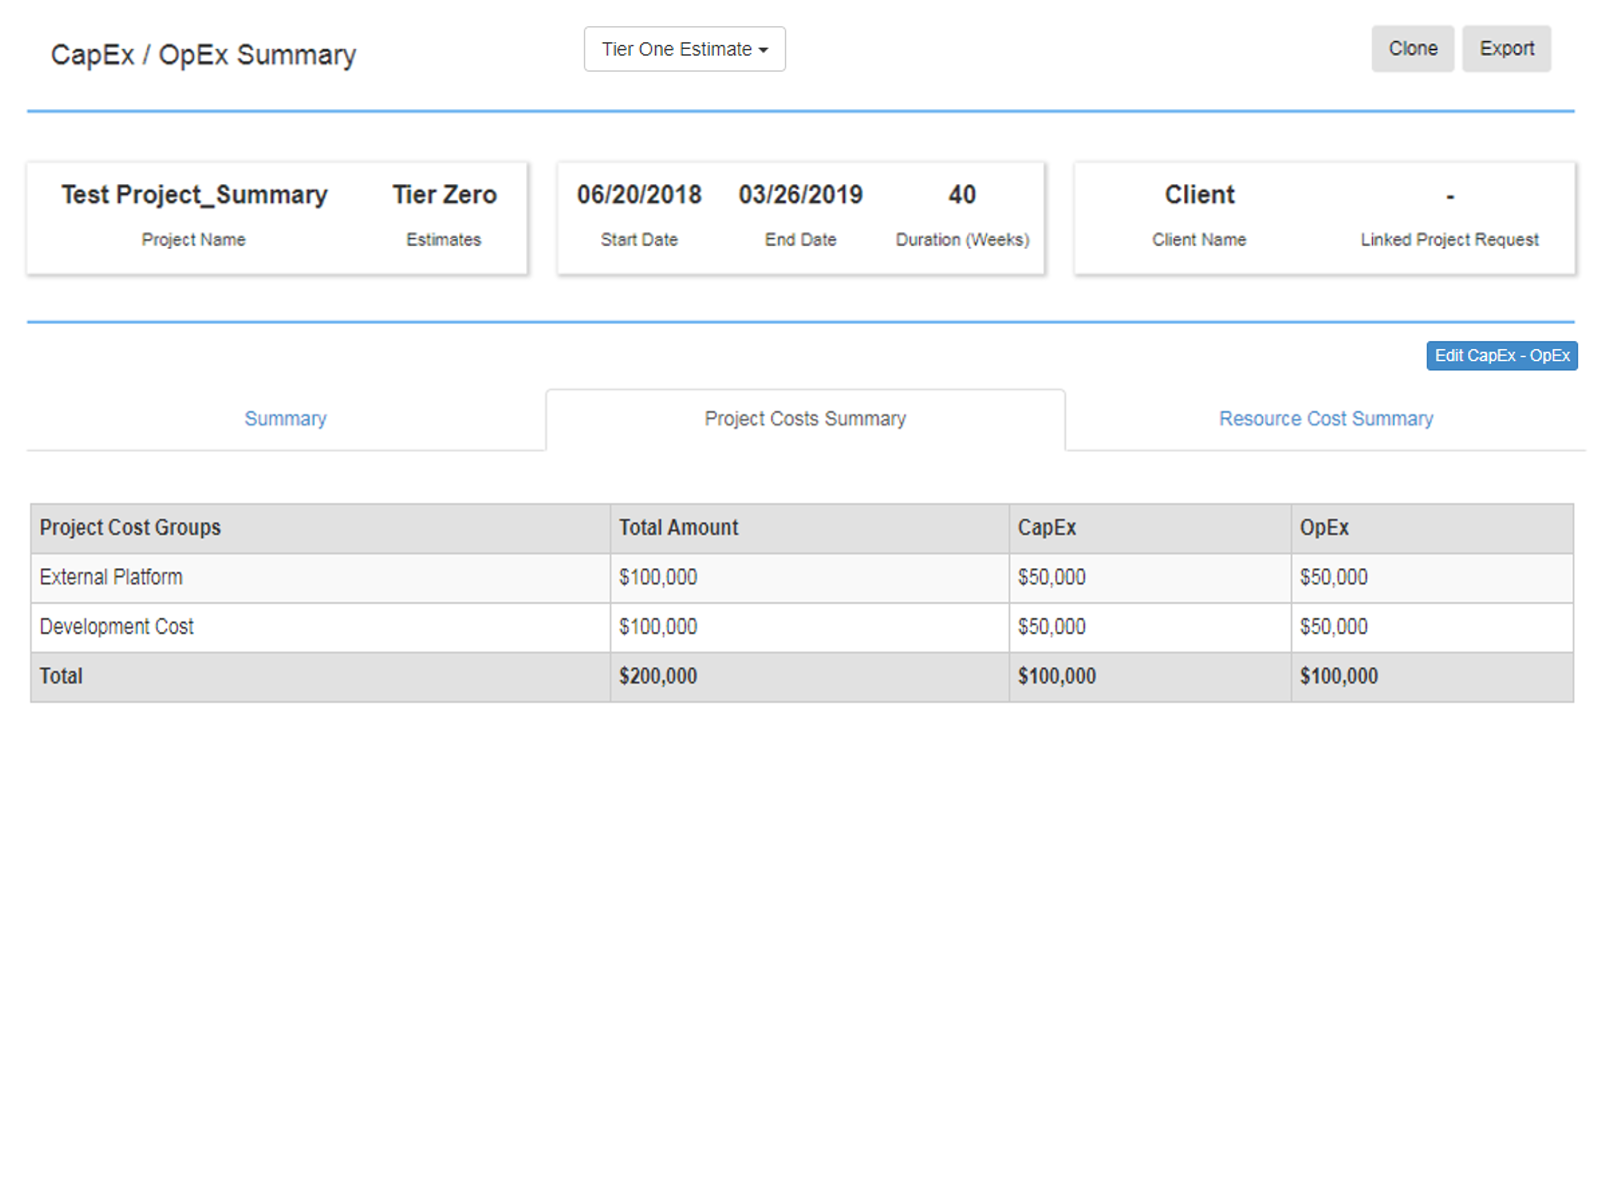 CapEx / OpEx Summary
Tier One Estimate
Clone
Export
Test Project_Summary
Tier Zero
Project Name
Estimates
06/20/2018
03/26/2019
40
Start Date
End Date
Duration (Weeks)
Client
-
Client Name
Linked Project Request
Edit CapEx - OpEx
Summary
Project Costs Summary
Resource Cost Summary
Project Cost Groups Total Amount CapEx OpEx
External Platform $100,000 $50,000 $50,000
Development Cost $100,000 $50,000 $50,000
Total $200,000 $100,000 $100,000